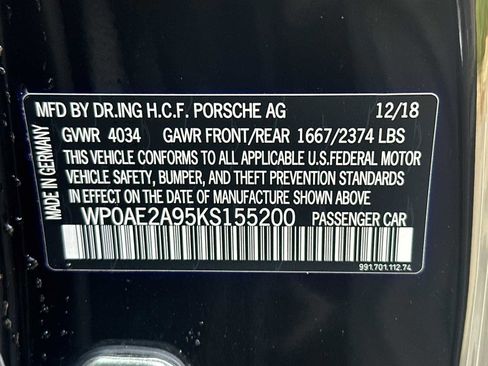 MFD BY DR.ING H.C.F. PORSCHE AG 12/18
GVWR 4034 GAWR FRONT/REAR 1667/2374 LBS
THIS VEHICLE CONFORMS TO ALL APPLICABLE U.S.FEDERAL MOTOR
VEHICLE SAFETY, BUMPER, AND THEFT PREVENTION STANDARDS
IN EFFECT ON THE DATE OF MANUFACTURE SHOWN ABOVE
WP0AE2A95KS155200 PASSENGER CAR
MADE IN GERMANY
991.701.112.74